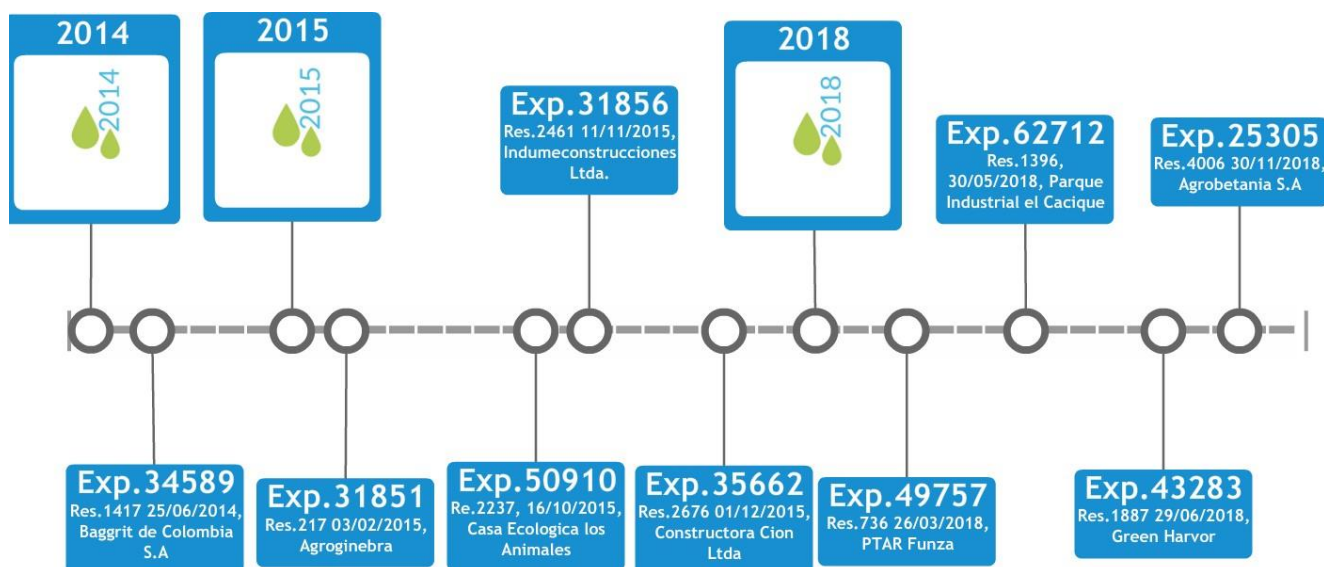 2014
2014
2015
2015
Exp.31856
Res.2461 11/11/2015,
Indumeconstrucciones
Ltda.
2018
2018
Exp.62712
Res.1396,
30/05/2018, Parque
Industrial el Cacique
Exp.25305
Res.4006 30/11/2018,
Agrobetania S.A
Exp.34589
Res.1417 25/06/2014,
Baggrit de Colombia
S.A
Exp.31851
Res.217 03/02/2015,
Agroginebra
Exp.50910
Re.2237, 16/10/2015,
Casa Ecologica los
Animales
Exp.35662
Res.2676 01/12/2015,
Constructora Cion
Ltda
Exp.49757
Res.736 26/03/2018,
PTAR Funza
Exp.43283
Res.1887 29/06/2018,
Green Harvor